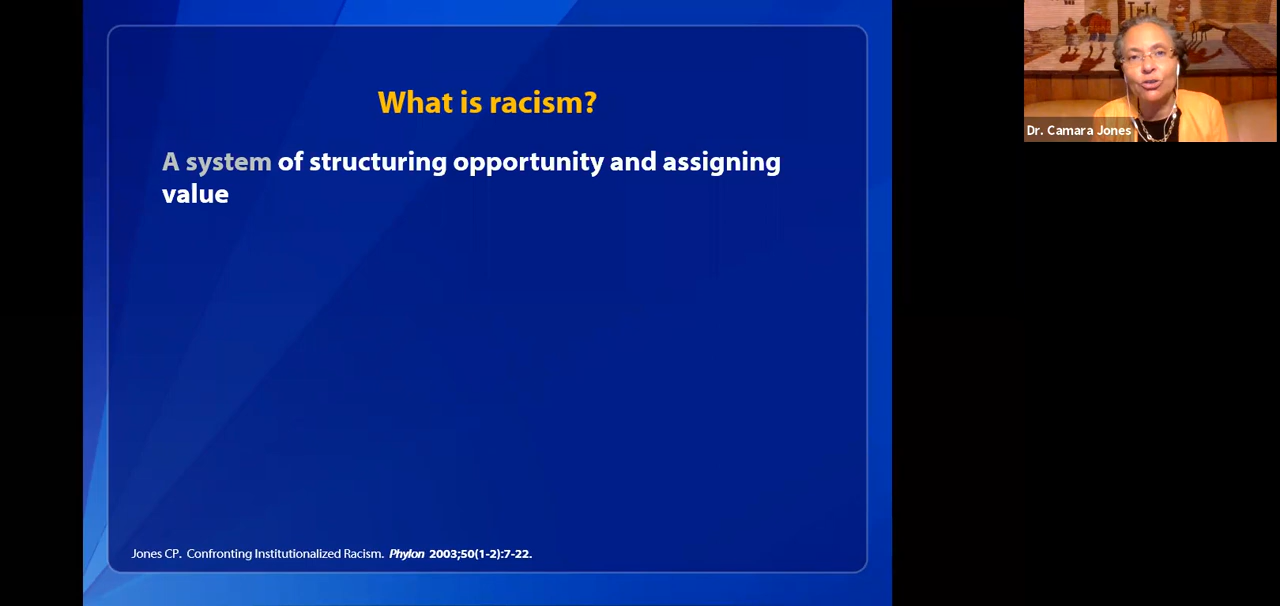 What is racism?
A system of structuring opportunity and assigning
value
Jones CP. Confronting Institutionalized Racism. Phylon 2003;50(1-2):7-22.
Dr. Camara Jones